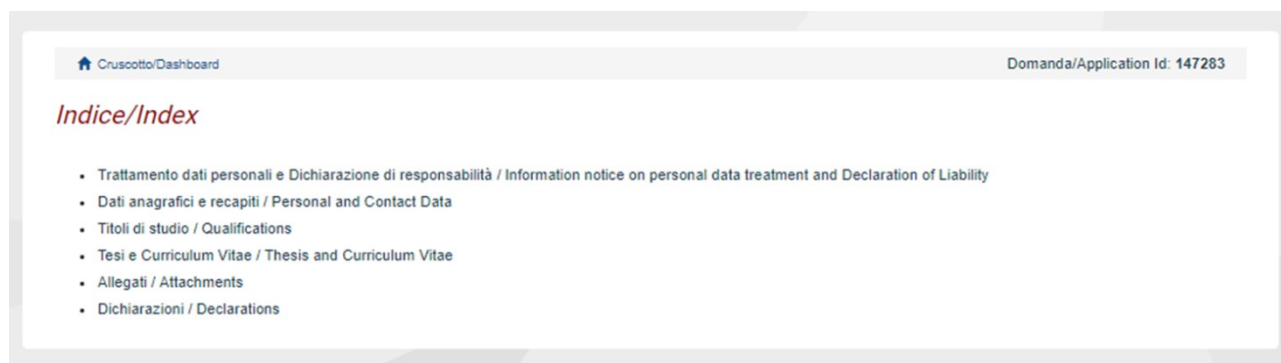 Cruscotto/Dashboard Domanda/Application Id: 147283
Indice/Index
• Trattamento dati personali e Dichiarazione di responsabilità / Information notice on personal data treatment and Declaration of Liability
• Dati anagrafici e recapiti / Personal and Contact Data
• Titoli di studio / Qualifications
• Tesi e Curriculum Vitae / Thesis and Curriculum Vitae
• Allegati / Attachments
• Dichiarazioni / Declarations